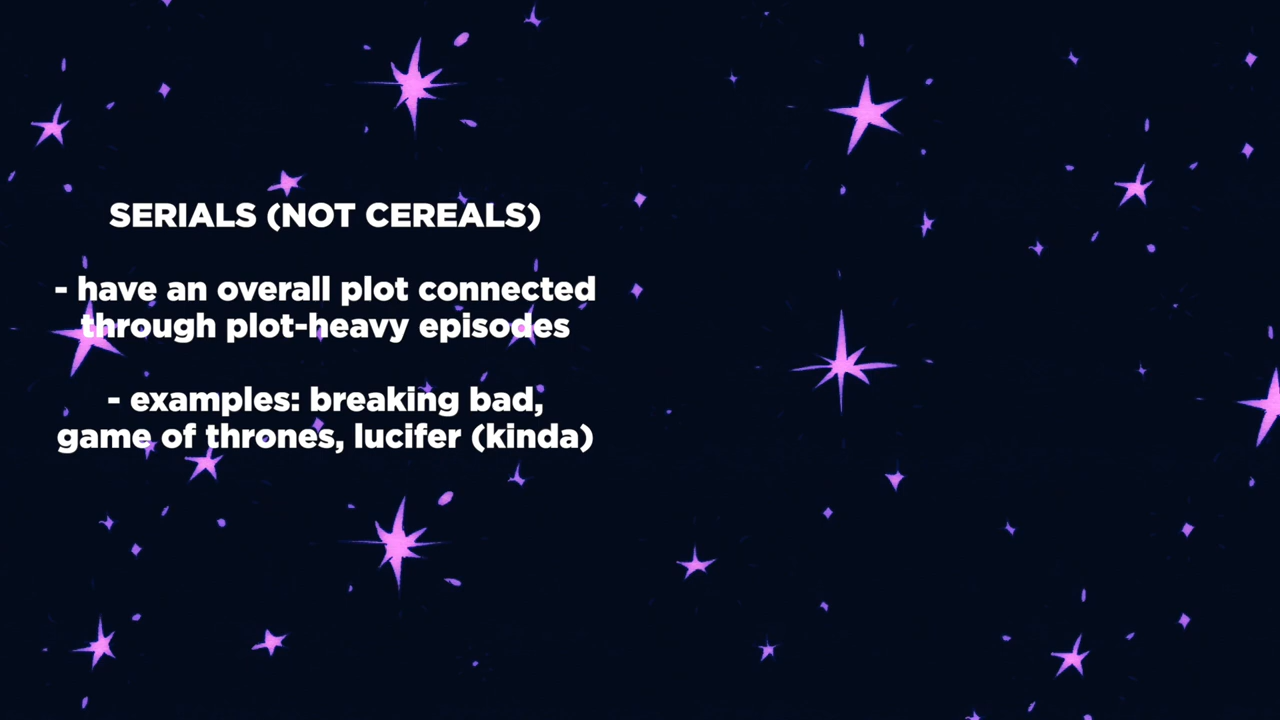 SERIALS (NOT CEREALS)
- have an overall plot connected
through plot-heavy episodes
- examples: breaking bad,
game of thrones, lucifer (kinda)